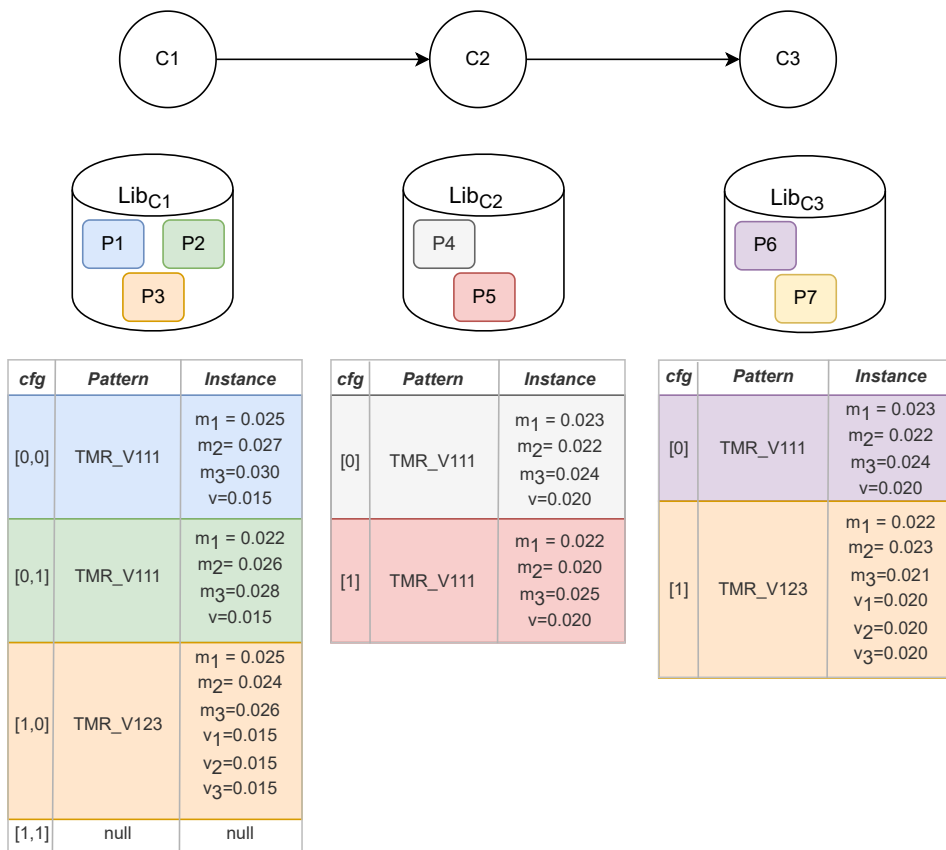 C1
C2
C3
LibC1
P1
P2
P3
LibC2
P4
P5
LibC3
P6
P7
cfg Pattern Instance
[0,0] TMR_V111
m1 = 0.025
m2= 0.027
m3=0.030
v=0.015
[0,1] TMR_V111
m1 = 0.022
m2= 0.026
m3=0.028
v=0.015
[1,0] TMR_V123
m1 = 0.025
m2= 0.024
m3=0.026
v1=0.015
v2=0.015
v3=0.015
[1,1] null null
cfg Pattern Instance
[0] TMR_V111
m1 = 0.023
m2= 0.022
m3=0.024
v=0.020
[1] TMR_V111
m1 = 0.022
m2= 0.020
m3=0.025
v=0.020
cfg Pattern Instance
[0] TMR_V111
m1 = 0.023
m2= 0.022
m3=0.024
v=0.020
[1] TMR_V123
m1 = 0.022
m2= 0.023
m3=0.021
v1=0.020
v2=0.020
v3=0.020